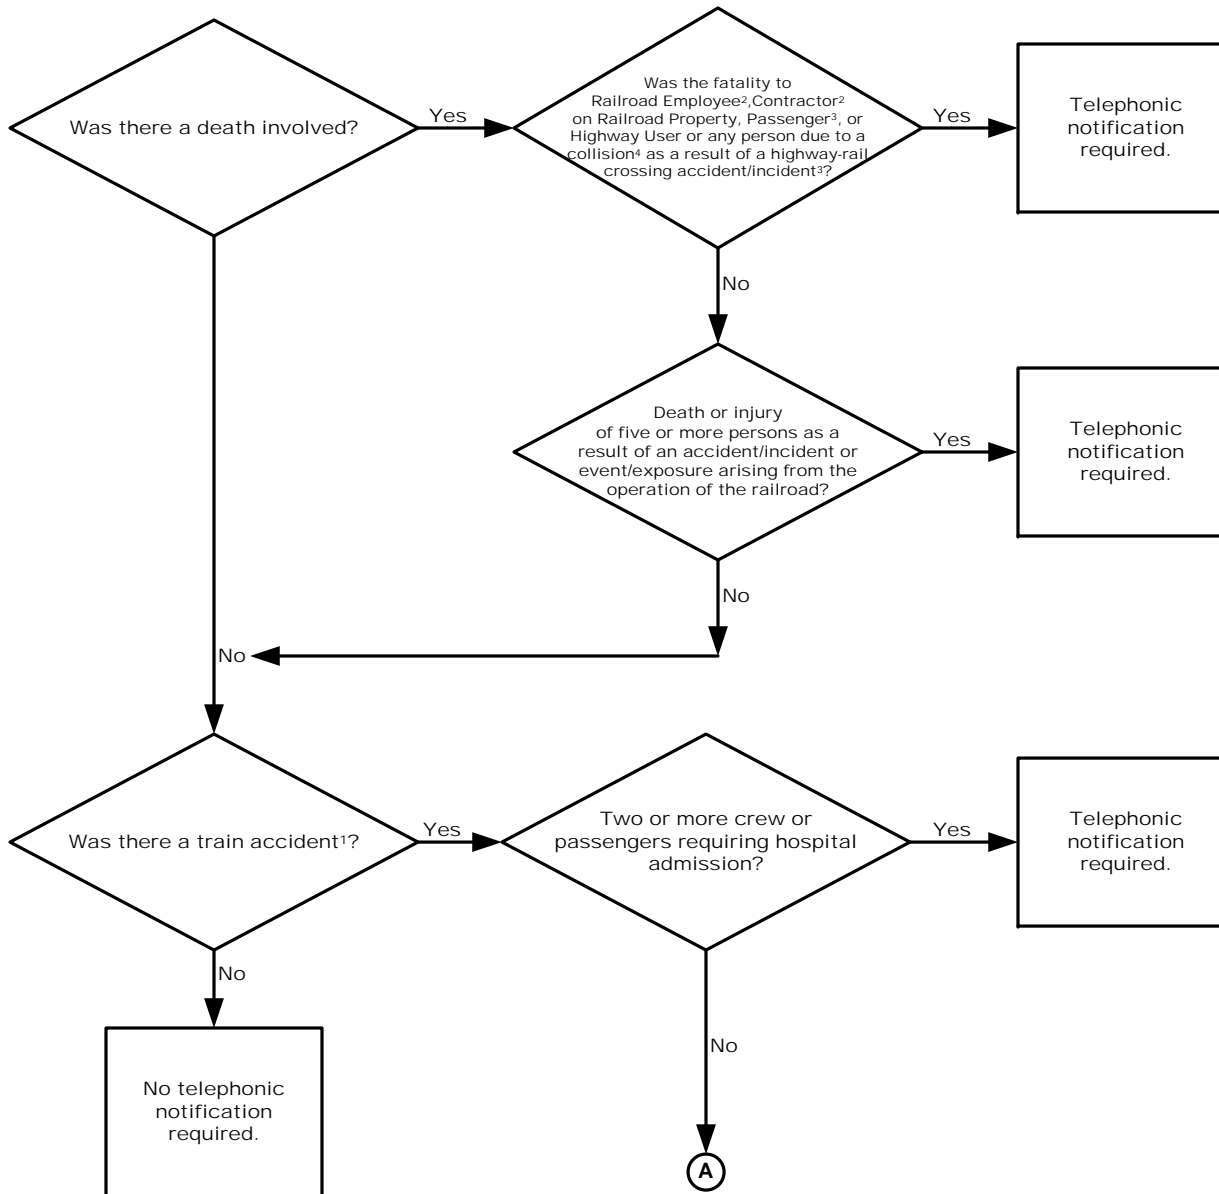 Was there a death involved?
Yes
Was the fatality to
Railroad Employee²,Contractor²
on Railroad Property, Passenger³, or
Highway User or any person due to a
collision⁴ as a result of a highway-rail
crossing accident/incident³?
Yes
Telephonic
notification
required.
No
Death or injury
of five or more persons as a
result of an accident/incident or
event/exposure arising from the
operation of the railroad?
Yes
Telephonic
notification
required.
No
No
Was there a train accident¹?
Yes
Two or more crew or
passengers requiring hospital
admission?
Yes
Telephonic
notification
required.
No
No telephonic
notification
required.
No
A